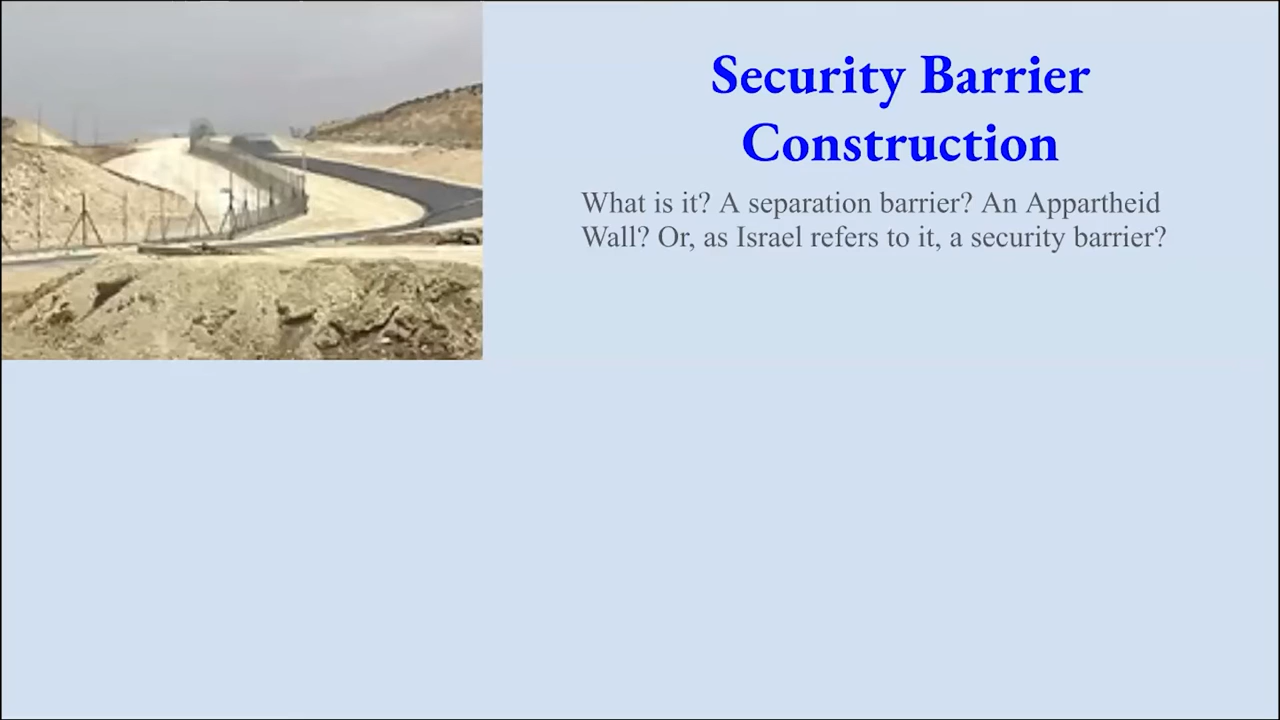 Security Barrier
Construction
What is it? A separation barrier? An Appartheid
Wall? Or, as Israel refers to it, a security barrier?